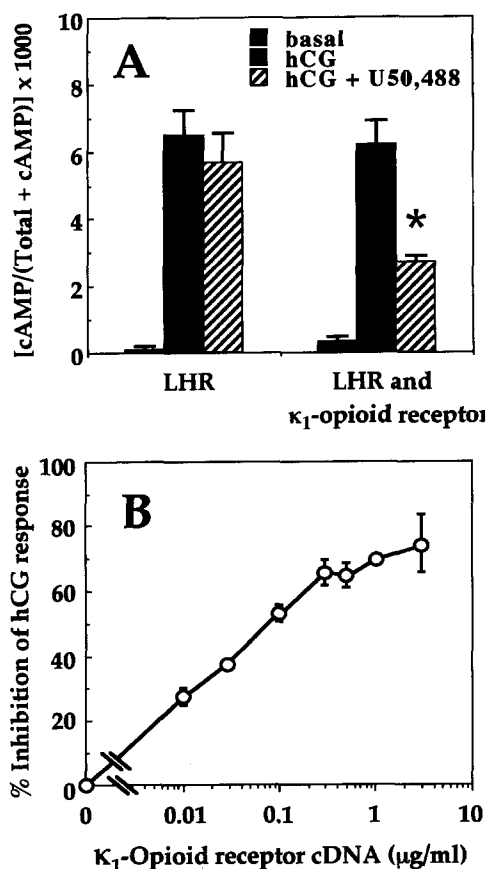 A
basal
hCG
hCG + U50,488
[cAMP/(Total + cAMP)] x 1000
8
6
4
2
0
*
LHR
LHR and
κ1-opioid receptor
B
% Inhibition of hCG response
100
80
60
40
20
0
0
0.01
0.1
1
10
κ1-Opioid receptor cDNA (μg/ml)